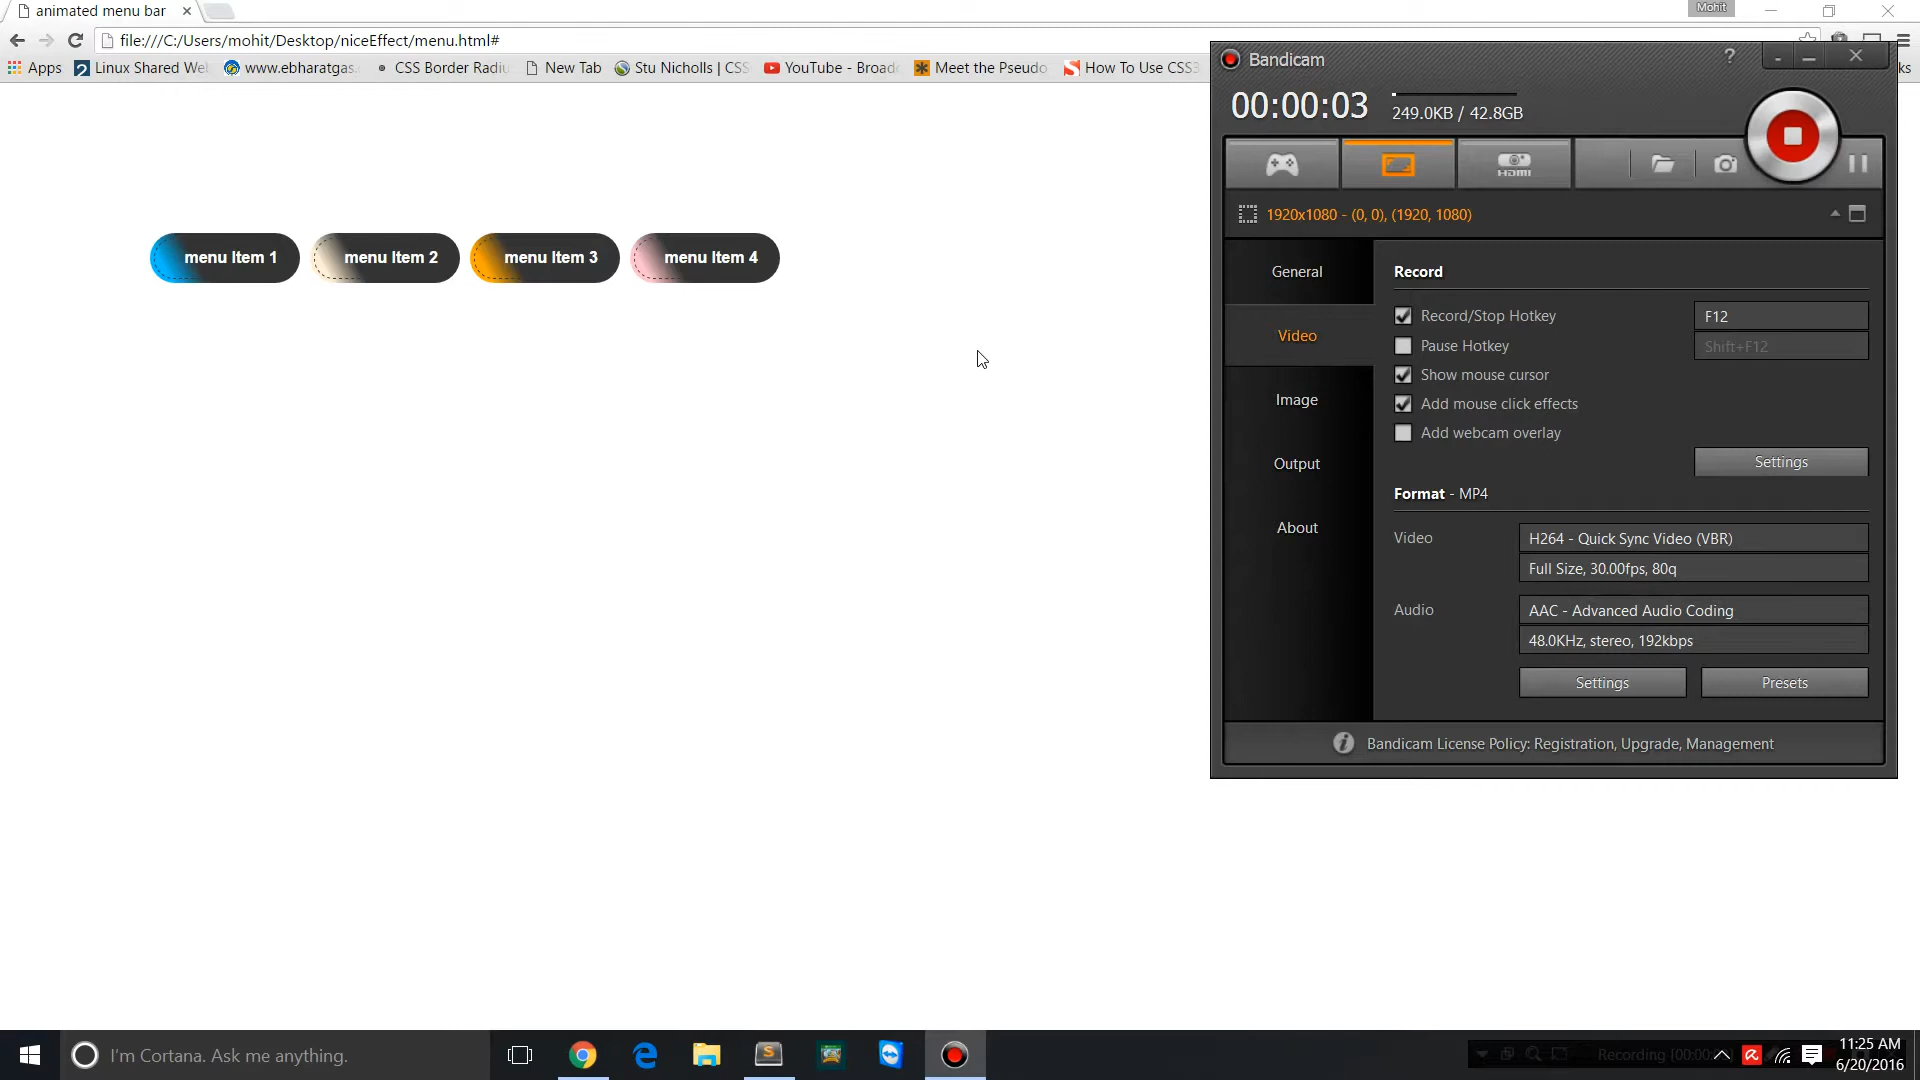 animated menu bar
Mohit
file:///C:/Users/mohit/Desktop/niceEffect/menu.html#
Apps
Linux Shared We
www.ebharatgas.
CSS Border Radiu
New Tab
Stu Nicholls | CSS
YouTube - Broad
Meet the Pseudo
How To Use CSS3
ks
menu Item 1
menu Item 2
menu Item 3
menu Item 4
Bandicam
?
00:00:03
249.0KB / 42.8GB
HDMI
1920x1080 - (0, 0), (1920, 1080)
General
Video
Image
Output
About
Record
Record/Stop Hotkey
F12
Pause Hotkey
Shift+F12
Show mouse cursor
Add mouse click effects
Add webcam overlay
Settings
Format - MP4
Video
H264 - Quick Sync Video (VBR)
Full Size, 30.00fps, 80q
Audio
AAC - Advanced Audio Coding
48.0KHz, stereo, 192kbps
Settings
Presets
Bandicam License Policy: Registration, Upgrade, Management
I'm Cortana. Ask me anything.
Recording [00:00
11:25 AM
6/20/2016